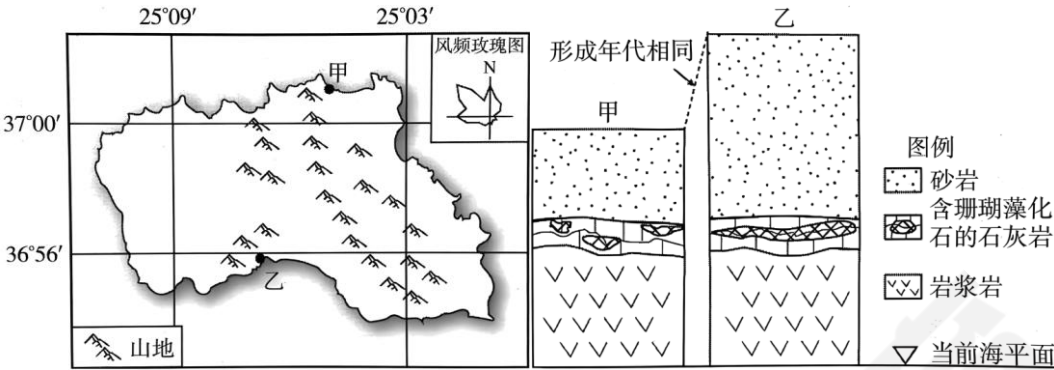 25°09′
25°03′
风频玫瑰图
N
甲
37°00′
36°56′
乙
山地
乙
形成年代相同
甲
图例
砂岩
含珊瑚藻化
石的石灰岩
岩浆岩
当前海平面